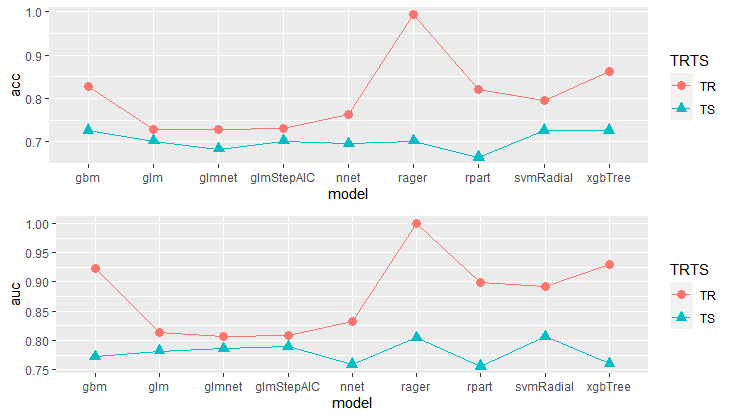 1.0
0.9
0.8
0.7
acc
gbm glm glmnet glmStepAIC nnet rager rpart svmRadial xgbTree
model
TRTS
TR
TS
1.00
0.95
0.90
0.85
0.80
0.75
auc
gbm glm glmnet glmStepAIC nnet rager rpart svmRadial xgbTree
model
TRTS
TR
TS